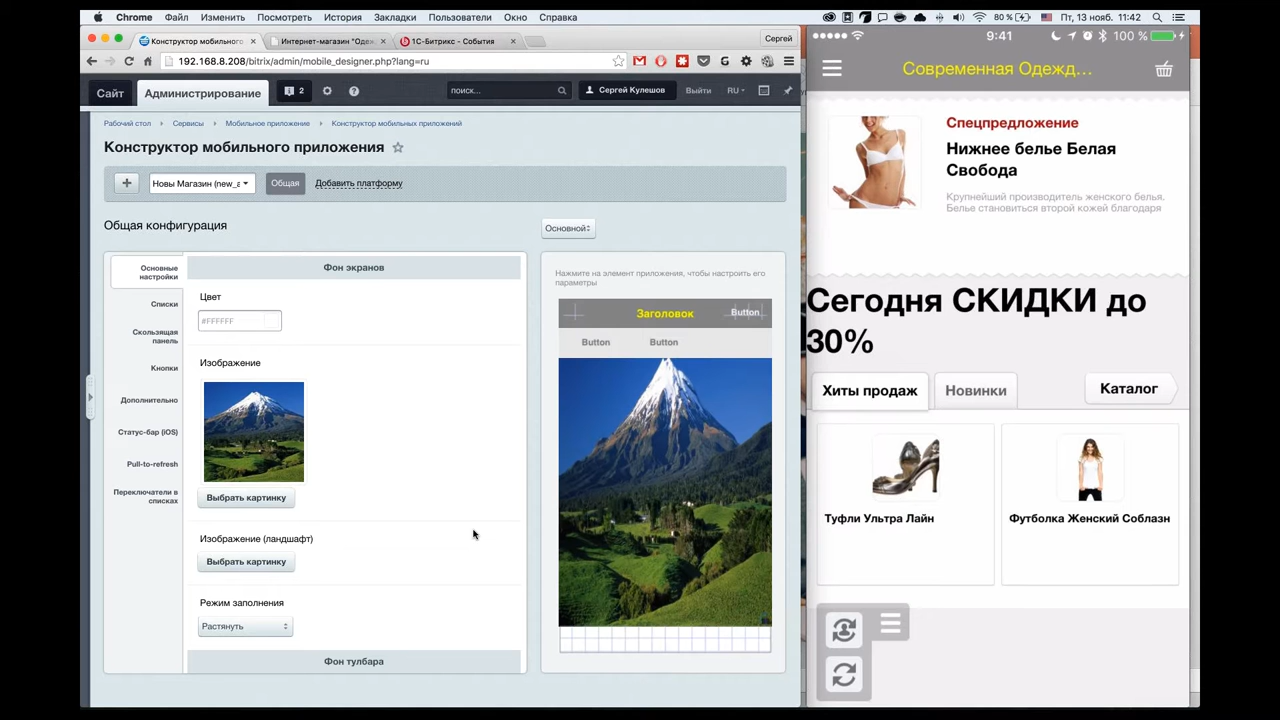 Chrome Файл Изменить Посмотреть История Закладки Пользователи Окно Справка
80 % Пт, 13 нояб. 11:42
Конструктор мобильного
Интернет-магазин "Одеж
1С-Битрикс - События
Сергей
192.168.8.208/bitrix/admin/mobile_designer.php?lang=ru
Сайт
Администрирование
2
поиск...
Сергей Кулешов
Выйти
RU
Рабочий стол
Сервисы
Мобильное приложение
Конструктор мобильных приложений
Конструктор мобильного приложения
Новы Магазин (new_a
Общая
Добавить платформу
Общая конфигурация
Основной
Основные
настройки
Списки
Скользящая
панель
Кнопки
Дополнительно
Статус-бар (iOS)
Pull-to-refresh
Переключатели в
списках
Фон экранов
Цвет
#FFFFFF
Изображение
Выбрать картинку
Изображение (ландшафт)
Выбрать картинку
Режим заполнения
Растянуть
Фон тулбара
Нажмите на элемент приложения, чтобы настроить его
параметры
Заголовок
Button
Button
Button
9:41
100 %
Современная Одежд...
Спецпредложение
Нижнее белье Белая
Свобода
Крупнейший производитель женского белья.
Белье становиться второй кожей благодаря
Сегодня СКИДКИ до
30%
Хиты продаж
Новинки
Каталог
Туфли Ультра Лайн
Футболка Женский Соблазн